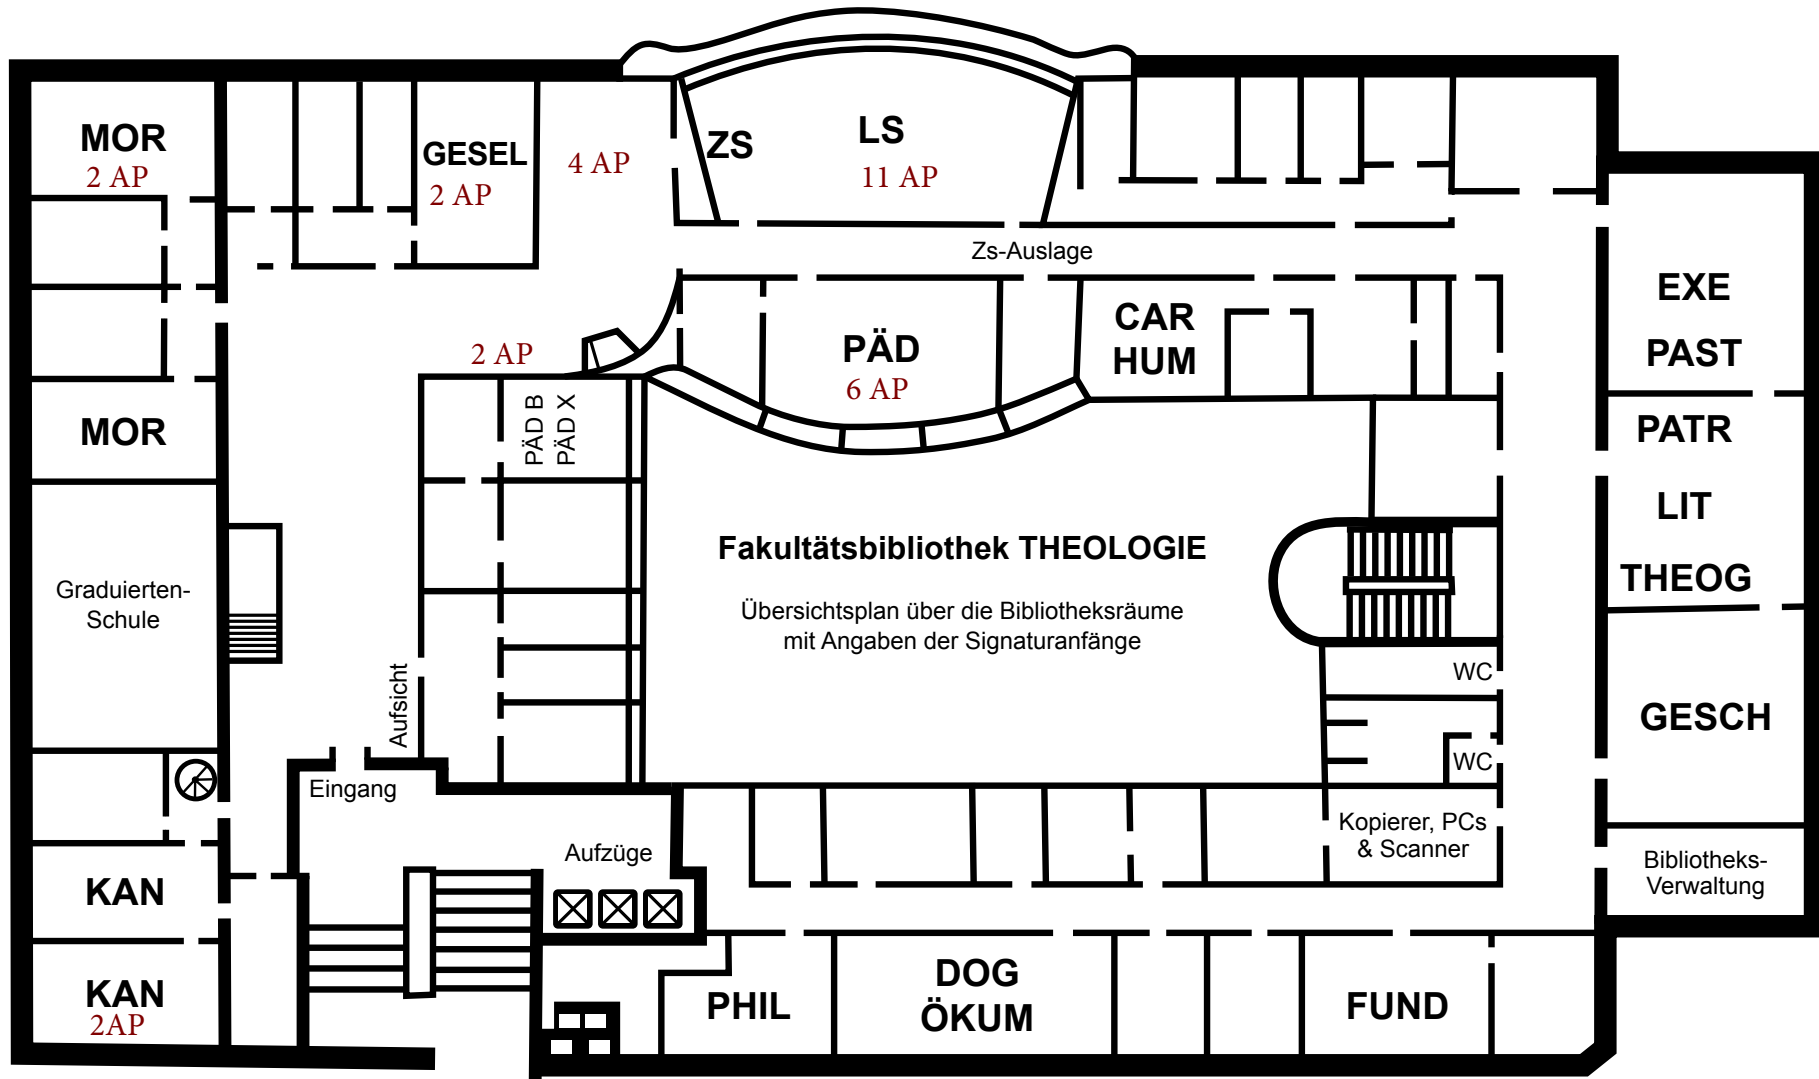 MOR
2 AP
GESEL
2 AP
4 AP
ZS
LS
11 AP
Zs-Auslage
EXE
PAST
CAR
HUM
PÄD
6 AP
2 AP
PÄD B
PÄD X
MOR
PATR
LIT
THEOG
Fakultätsbibliothek THEOLOGIE
Übersichtsplan über die Bibliotheksräume
mit Angaben der Signaturanfänge
Graduierten-
Schule
Aufsicht
WC
WC
GESCH
Eingang
Aufzüge
Kopierer, PCs
& Scanner
Bibliotheks-
Verwaltung
KAN
KAN
2AP
PHIL
DOG
ÖKUM
FUND